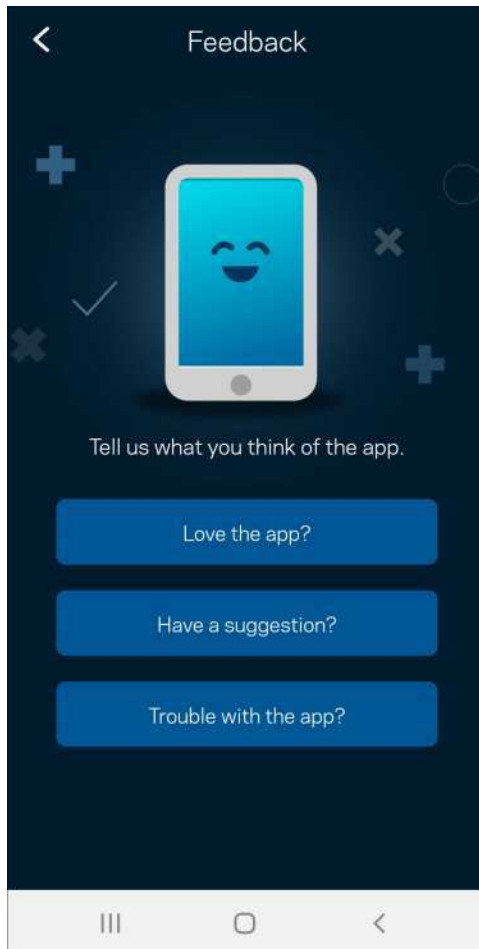 Feedback
Tell us what you think of the app.
Love the app?
Have a suggestion?
Trouble with the app?